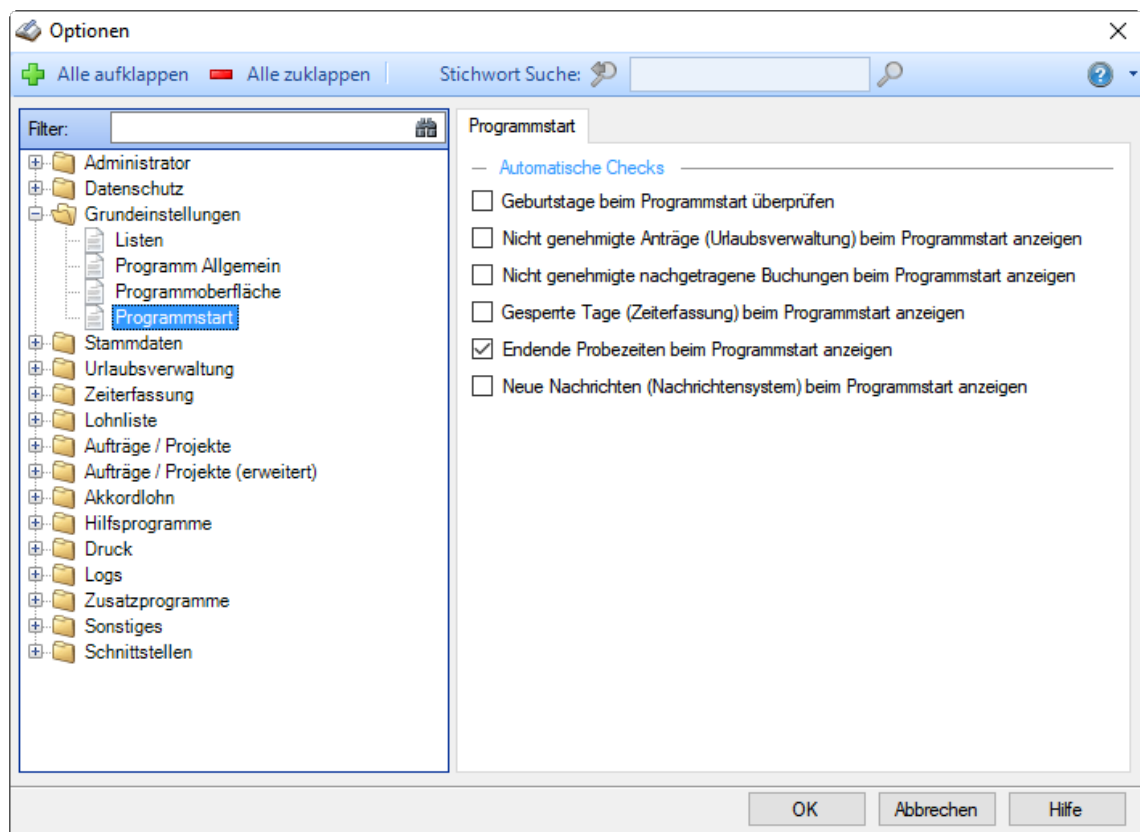 Optionen
Alle aufklappen Alle zuklappen Stichwort Suche:
Filter:
Administrator
Datenschutz
Grundeinstellungen
Listen
Programm Allgemein
Programmoberfläche
Programmstart
Stammdaten
Urlaubsverwaltung
Zeiterfassung
Lohnliste
Aufträge / Projekte
Aufträge / Projekte (erweitert)
Akkordlohn
Hilfsprogramme
Druck
Logs
Zusatzprogramme
Sonstiges
Schnittstellen
Programmstart
Automatische Checks
Geburtstage beim Programmstart überprüfen
Nicht genehmigte Anträge (Urlaubsverwaltung) beim Programmstart anzeigen
Nicht genehmigte nachgetragene Buchungen beim Programmstart anzeigen
Gesperrte Tage (Zeiterfassung) beim Programmstart anzeigen
Endende Probezeiten beim Programmstart anzeigen
Neue Nachrichten (Nachrichtensystem) beim Programmstart anzeigen
OK Abbrechen Hilfe